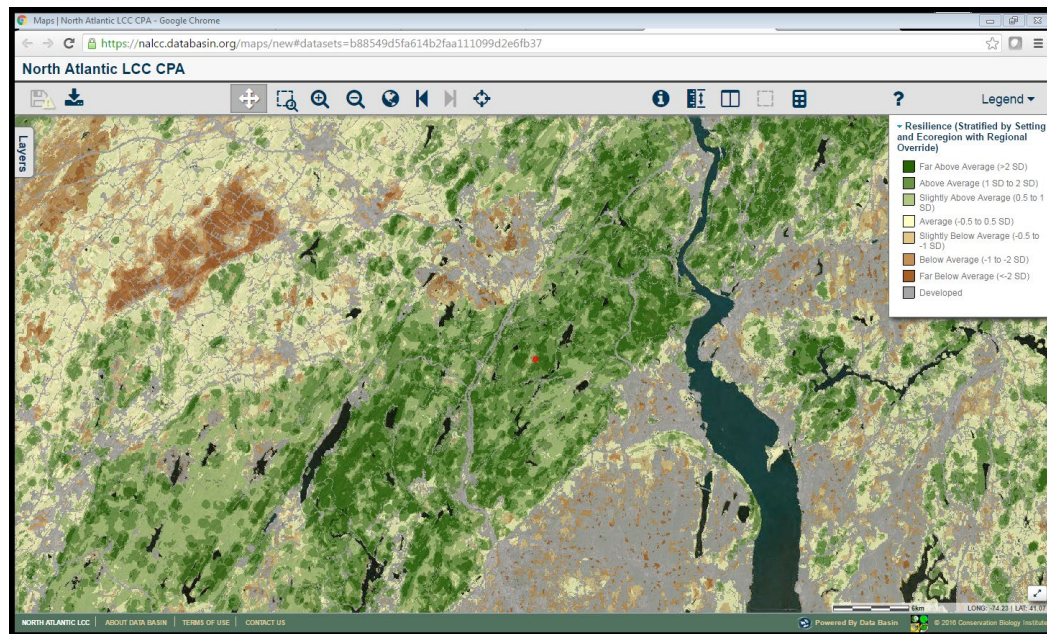 Maps | North Atlantic LCC CPA - Google Chrome
https://nalcc.databasin.org/maps/new#datasets=b88549d5fa614b2faa111099d2e6fb37
North Atlantic LCC CPA
?
Legend
Layers
Resilience (Stratified by Setting
and Ecoregion with Regional
Override)
Far Above Average (>2 SD)
Above Average (1 SD to 2 SD)
Slightly Above Average (0.5 to 1
SD)
Average (-0.5 to 0.5 SD)
Slightly Below Average (-0.5 to
-1 SD)
Below Average (-1 to -2 SD)
Far Below Average (<-2 SD)
Developed
6km
LONG: -74.23 | LAT: 41.07
NORTH ATLANTIC LCC | ABOUT DATA BASIN | TERMS OF USE | CONTACT US
Powered By Data Basin
© 2016 Conservation Biology Institute